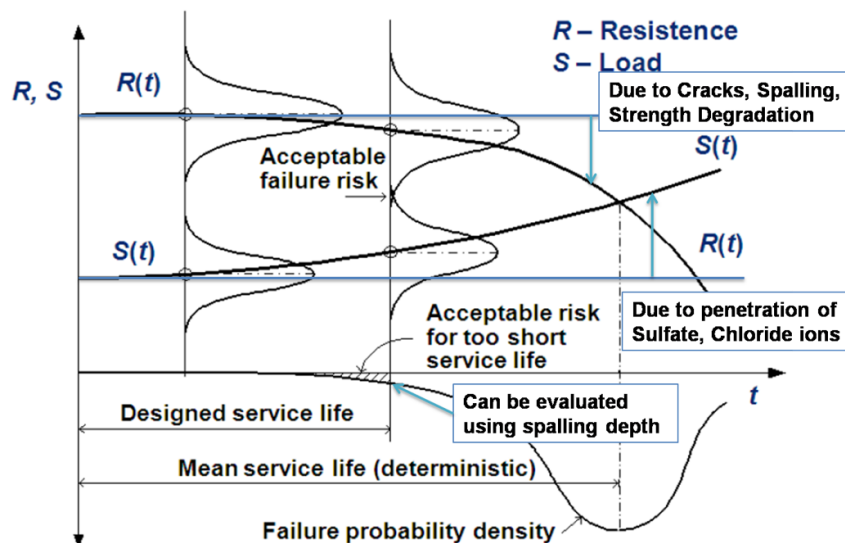 R – Resistence
S – Load
R, S
R(t)
Due to Cracks, Spalling,
Strength Degradation
S(t)
Acceptable
failure risk
S(t)
R(t)
Due to penetration of
Sulfate, Chloride ions
Acceptable risk
for too short
service life
t
Designed service life
Can be evaluated
using spalling depth
Mean service life (deterministic)
Failure probability density